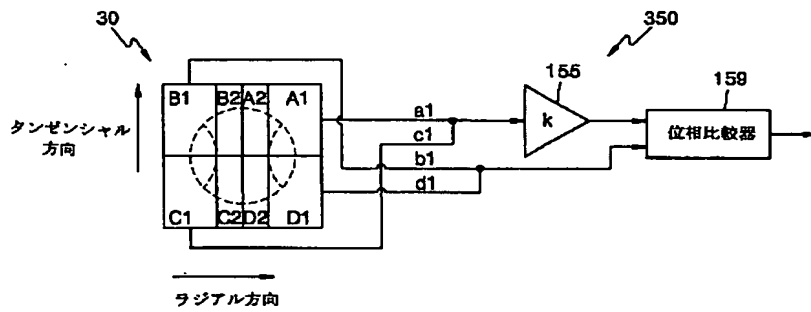 30
350
155
159
B1 B2 A2 A1
a1
c1
k
位相比較器
タンゼンシャル
方向
b1
d1
C1 C2 D2 D1
ラジアル方向